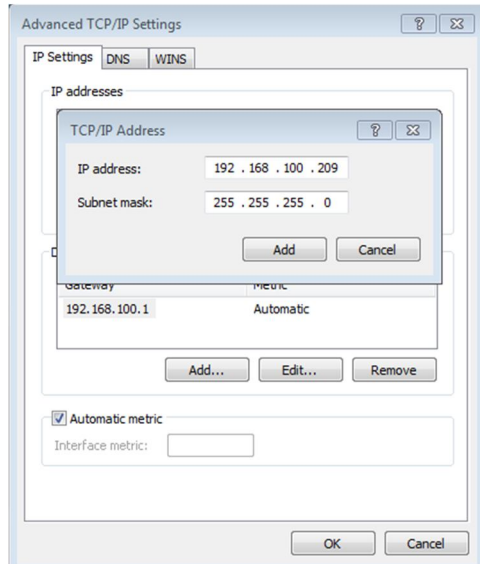 Advanced TCP/IP Settings
IP Settings DNS WINS
IP addresses
TCP/IP Address
IP address: 192 . 168 . 100 . 209
Subnet mask: 255 . 255 . 255 . 0
Add Cancel
Gateway Metric
192.168.100.1 Automatic
Add... Edit... Remove
Automatic metric
Interface metric:
OK Cancel